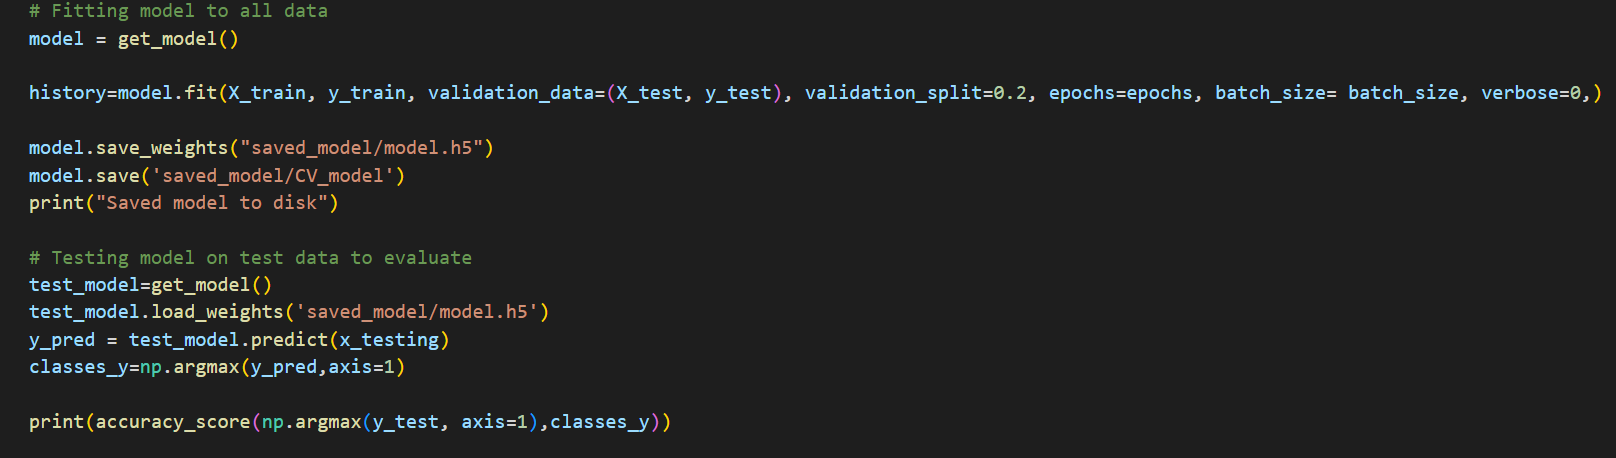 # Fitting model to all data
model = get_model()
history=model.fit(X_train, y_train, validation_data=(X_test, y_test), validation_split=0.2, epochs=epochs, batch_size= batch_size, verbose=0,)
model.save_weights("saved_model/model.h5")
model.save('saved_model/CV_model')
print("Saved model to disk")
# Testing model on test data to evaluate
test_model=get_model()
test_model.load_weights('saved_model/model.h5')
y_pred = test_model.predict(x_testing)
classes_y=np.argmax(y_pred,axis=1)
print(accuracy_score(np.argmax(y_test, axis=1),classes_y))